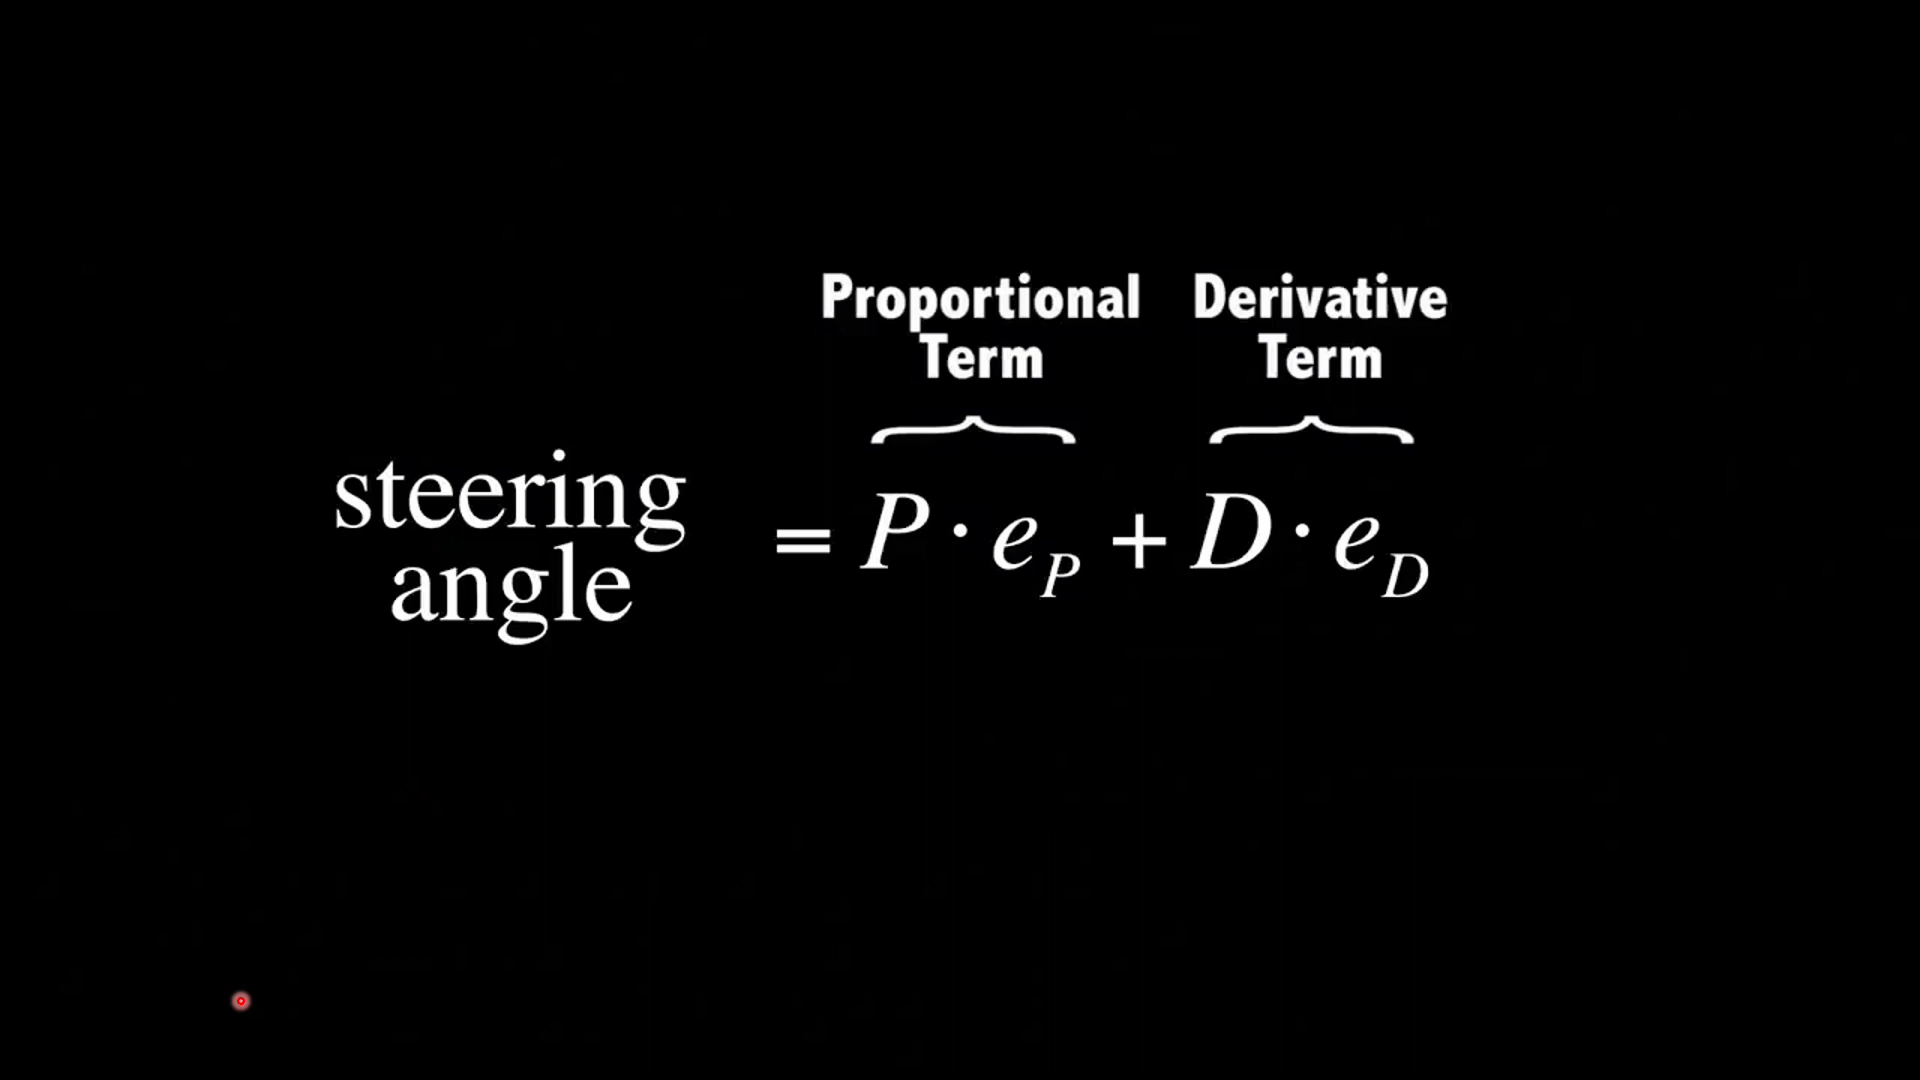 Proportional Term
Derivative Term
steering angle = P · e_P + D · e_D